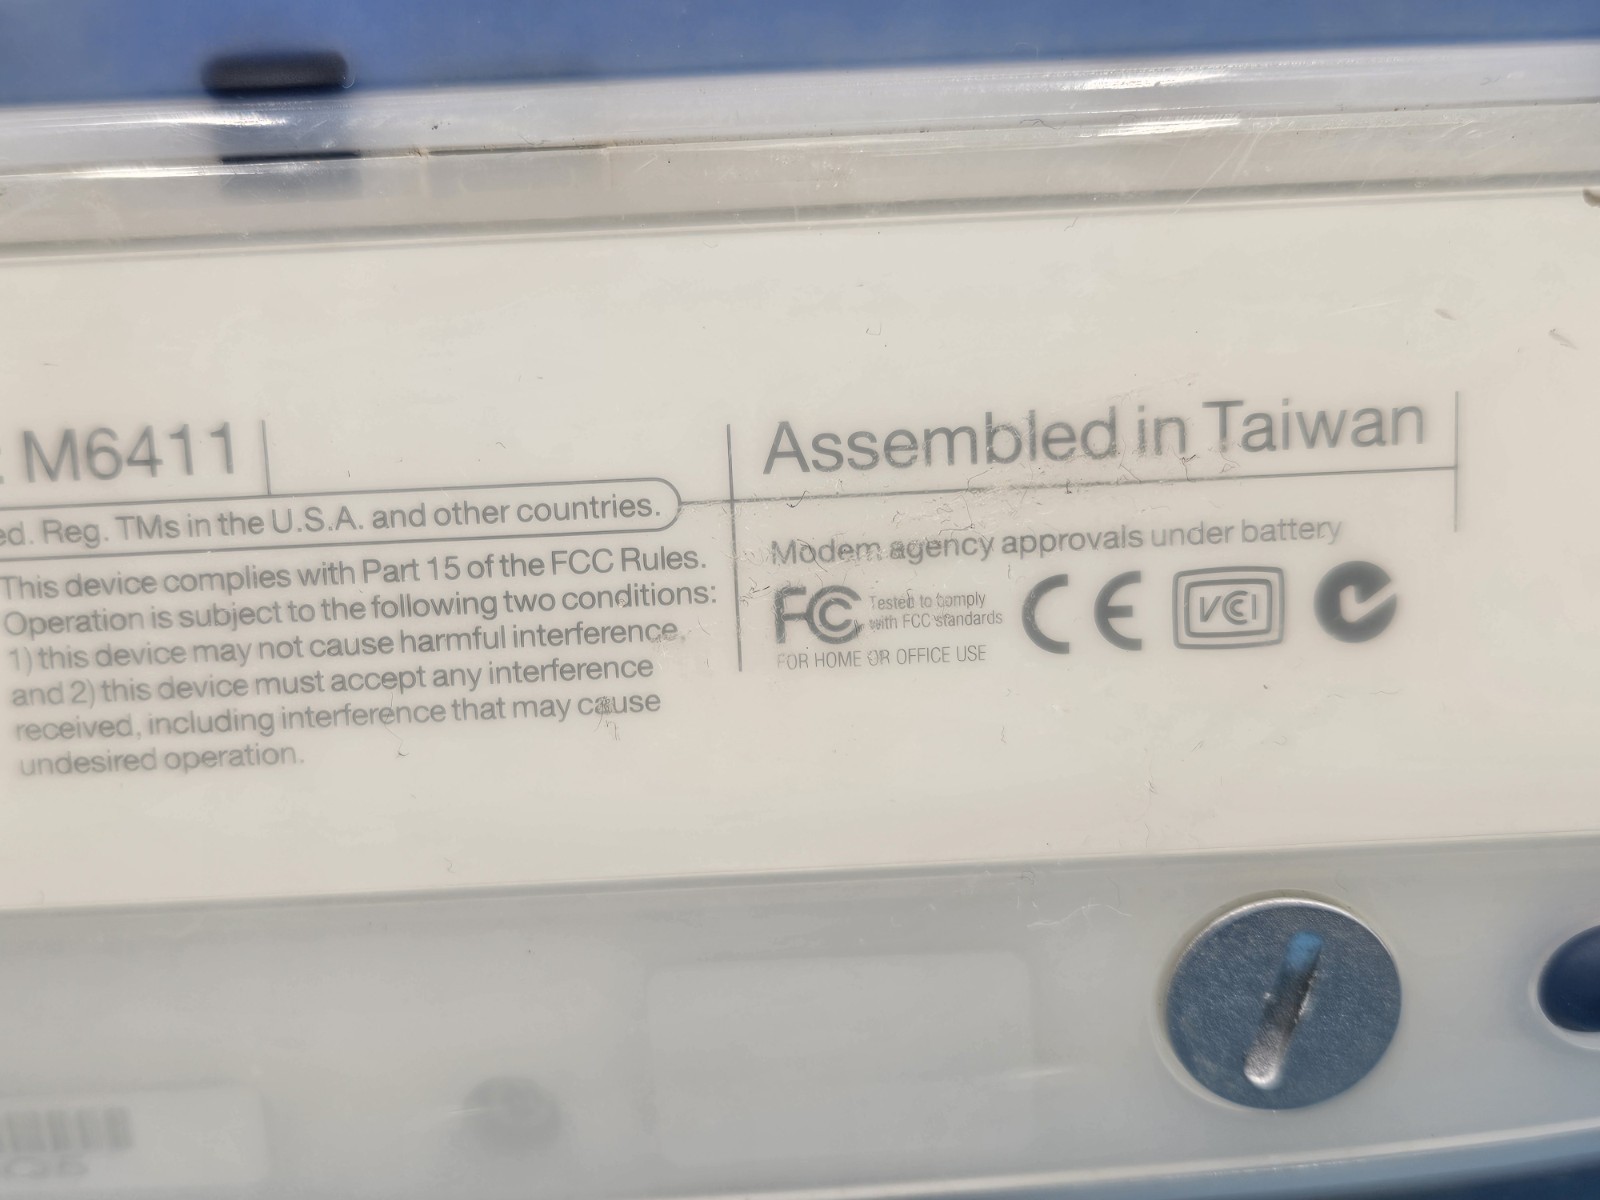 : M6411
ed. Reg. TMs in the U.S.A. and other countries.
This device complies with Part 15 of the FCC Rules.
Operation is subject to the following two conditions:
1) this device may not cause harmful interference,
and 2) this device must accept any interference
received, including interference that may cause
undesired operation.
Assembled in Taiwan
Modem agency approvals under battery
FC Tested to comply
with FCC standards
FOR HOME OR OFFICE USE
CE
VCI